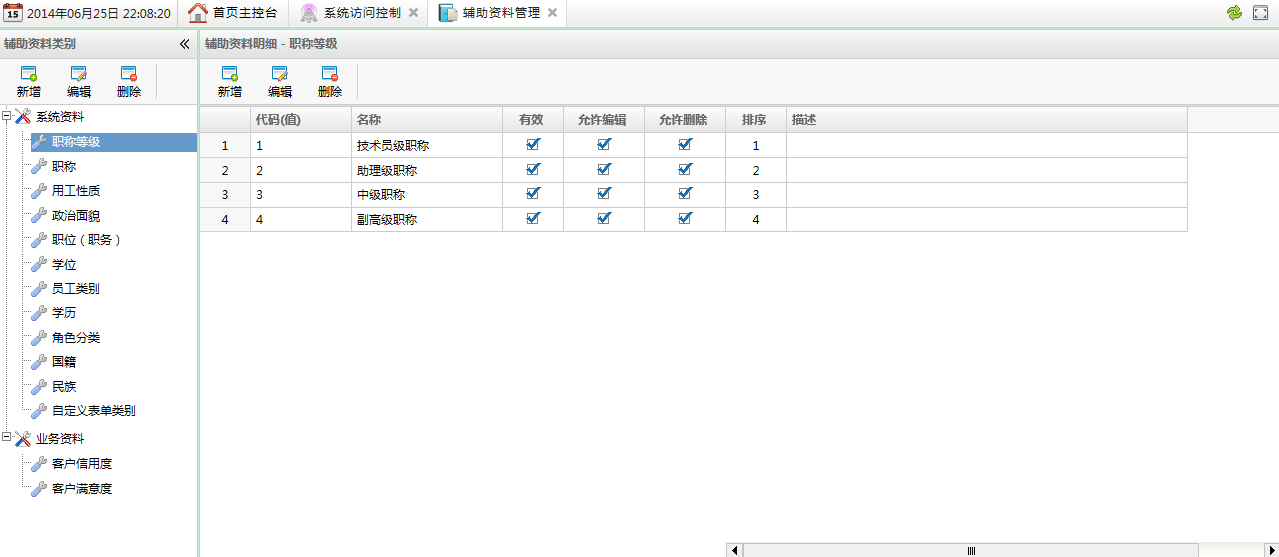 15 2014年06月25日 22:08:20 首页主控台 系统访问控制 辅助资料管理
辅助资料类别
辅助资料明细 - 职称等级
新增 编辑 删除
新增 编辑 删除
系统资料
职称等级
职称
用工性质
政治面貌
职位（职务）
学位
员工类别
学历
角色分类
国籍
民族
自定义表单类别
业务资料
客户信用度
客户满意度
代码(值) 名称 有效 允许编辑 允许删除 排序 描述
1 1 技术员级职称 1
2 2 助理级职称 2
3 3 中级职称 3
4 4 副高级职称 4